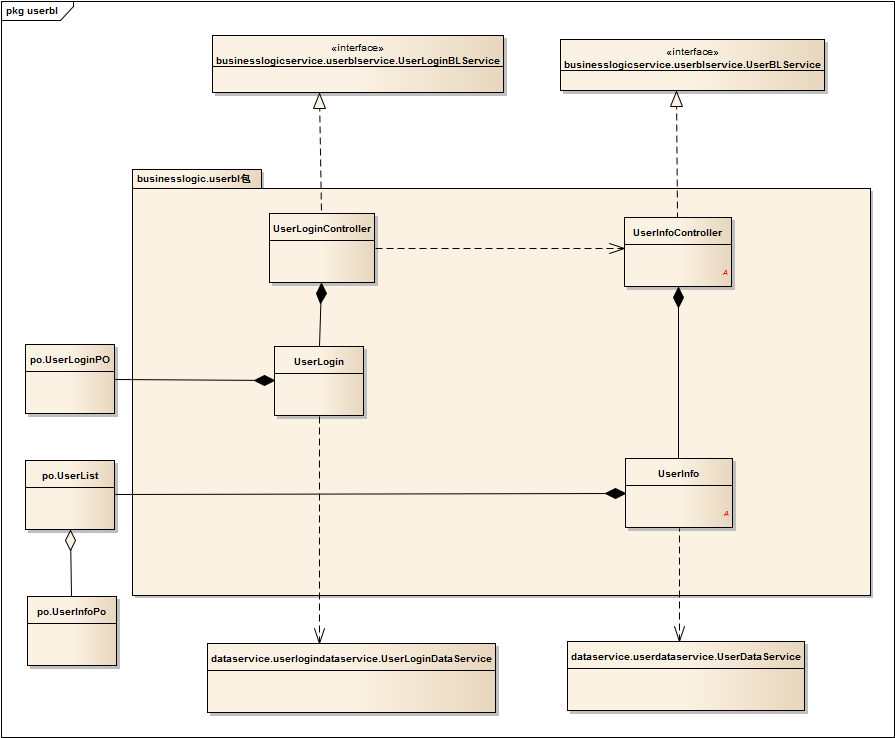 pkg userbl
«interface»
businesslogicservice.userblservice.UserLoginBLService
«interface»
businesslogicservice.userblservice.UserBLService
businesslogic.userbl包
UserLoginController
UserInfoController
A
po.UserLoginPO
UserLogin
po.UserList
UserInfo
A
po.UserInfoPo
dataservice.userlogindataservice.UserLoginDataService
dataservice.userdataservice.UserDataService